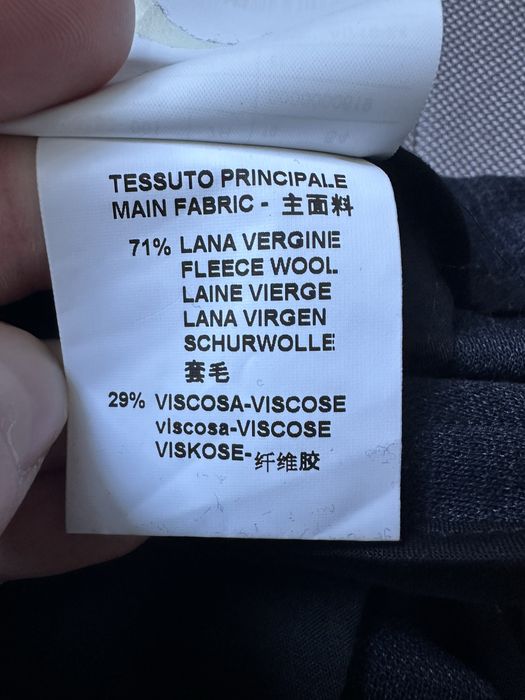 TESSUTO PRINCIPALE
MAIN FABRIC - 主面料
71% LANA VERGINE
FLEECE WOOL
LAINE VIERGE
LANA VIRGEN
SCHURWOLLE
套毛
29% VISCOSA-VISCOSE
viscosa-VISCOSE
VISKOSE-纤维胶